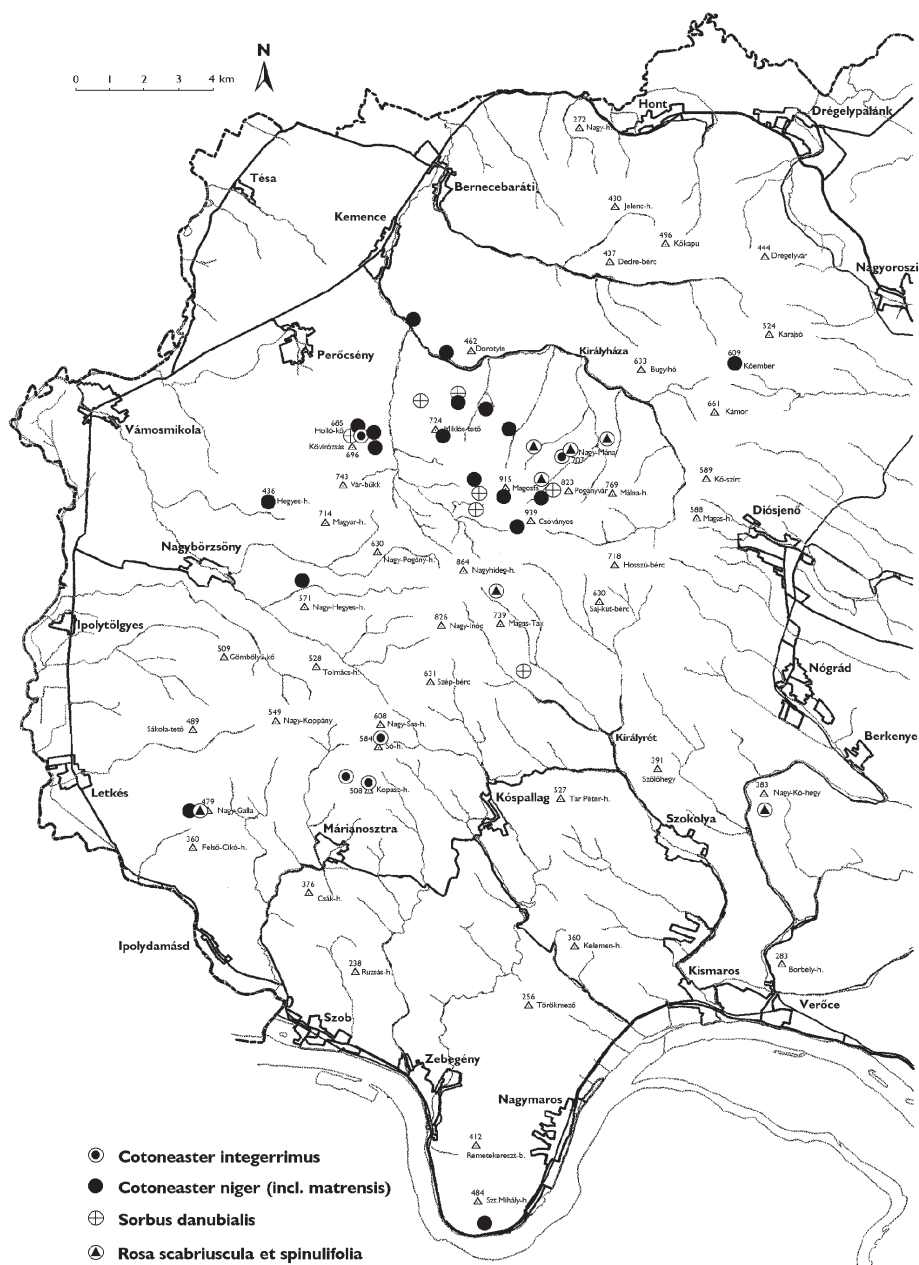 N
0 1 2 3 4 km
Hont
Drégelypalánk
272
Nagy-h.
Tésa
Bernecebaráti
Kemence
430
Jelenc-h.
496
Kőkapu
437
Dedre-bérc
444
Drégelyvár
Nagyoroszi
524
Karajsó
Perőcsény
462
Dorotyle
Királyháza
633
Bugyihó
609
Kőember
661
Kámor
Vámosmikola
685
Holló-kő
Kővirózsás
696
724
Miklós-tető
Nagy-Mána
707
743
Vár-bükk
915
Magosfa
823
Pogányvár
769
Málna-h.
589
Kő-szirt
436
Hegyes-h.
714
Magyar-h.
939
Csóványos
588
Magas-h.
Diósjenő
Nagybörzsöny
630
Nagy-Pogány-h.
864
Nagyhideg-h.
718
Hosszú-bérc
571
Nagy-Hegyes-h.
630
Saj-kút-bérc
Ipolytölgyes
826
Nagy-Inóc
739
Magas-Tax
509
Gömbölyű-kő
528
Tolmács-h.
631
Szép-bérc
Nógrád
549
Nagy-Koppány
608
Nagy-Sas-h.
489
Sákola-tető
584
Só-h.
Királyrét
391
Szőlőhegy
Berkenye
Letkés
508
Kopasz-h.
527
Tar Péter-h.
383
Nagy-Kő-hegy
479
Nagy-Galla
Kóspallag
Szokolya
360
Felső-Cikó-h.
Márianosztra
376
Csák-h.
Ipolydamásd
360
Kelemen-h.
238
Ruzsás-h.
Kismaros
283
Borbély-h.
256
Törökmező
Verőce
Szob
Zebegény
Nagymaros
412
Remetekereszt-b.
484
Szt.Mihály-h.
Cotoneaster integerrimus
Cotoneaster niger (incl. matrensis)
Sorbus danubialis
Rosa scabriuscula et spinulifolia